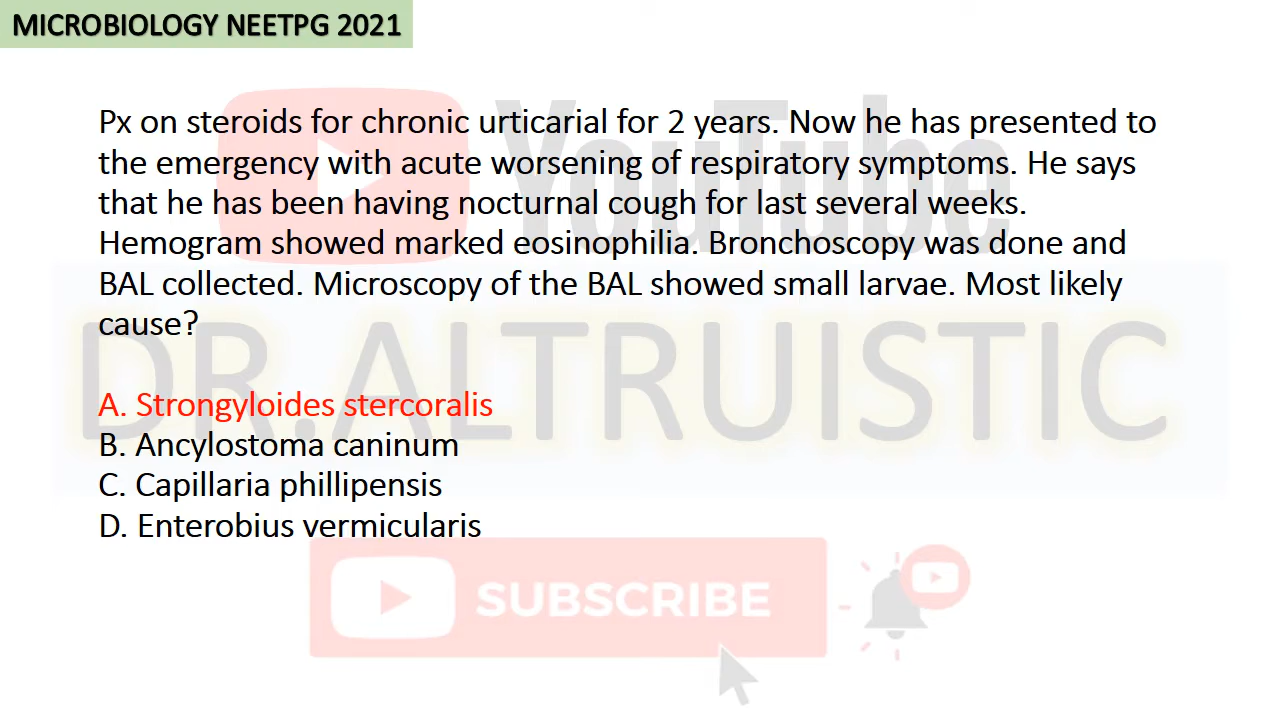 MICROBIOLOGY NEETPG 2021
Px on steroids for chronic urticarial for 2 years. Now he has presented to
the emergency with acute worsening of respiratory symptoms. He says
that he has been having nocturnal cough for last several weeks.
Hemogram showed marked eosinophilia. Bronchoscopy was done and
BAL collected. Microscopy of the BAL showed small larvae. Most likely
cause?
A. Strongyloides stercoralis
B. Ancylostoma caninum
C. Capillaria phillipensis
D. Enterobius vermicularis
YouTube
DR.ALTRUISTIC
SUBSCRIBE